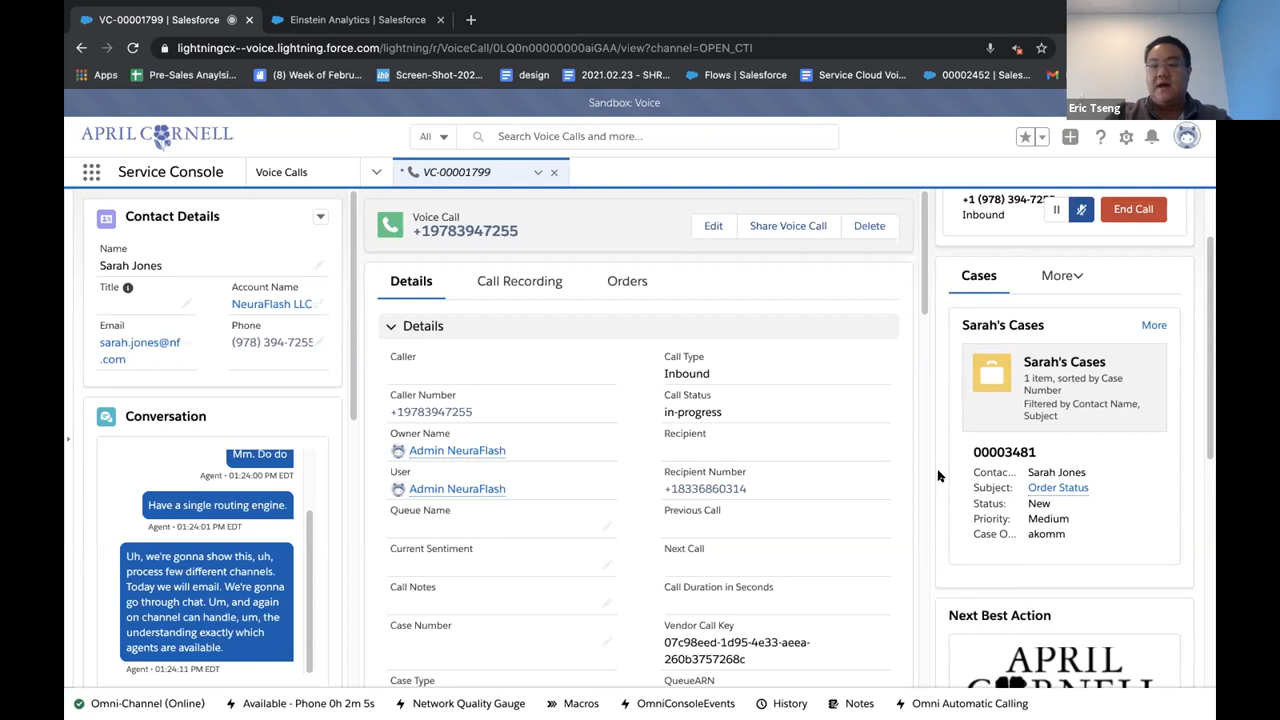 VC-00001799 | Salesforce
Einstein Analytics | Salesforce
lightningcx--voice.lightning.force.com/lightning/r/VoiceCall/0LQ0n00000000aiGAA/view?channel=OPEN_CTI
Apps
Pre-Sales Anaylsi...
(8) Week of Febru...
ibb
Screen-Shot-202...
design
2021.02.23 - SHR...
Flows | Salesforce
Service Cloud Voi...
00002452 | Sales...
Eric Tseng
Sandbox: Voice
APRIL CORNELL
All
Search Voice Calls and more...
Service Console
Voice Calls
* VC-00001799
Contact Details
Name
Sarah Jones
Title
Account Name
NeuraFlash LLC
Email
Phone
sarah.jones@nf
.com
(978) 394-7255
Conversation
Mm. Do do
Agent • 01:24:00 PM EDT
Have a single routing engine.
Agent • 01:24:01 PM EDT
Uh, we're gonna show this, uh,
process few different channels.
Today we will email. We're gonna
go through chat. Um, and again
on channel can handle, um, the
understanding exactly which
agents are available.
Agent • 01:24:11 PM EDT
Voice Call
+19783947255
Edit
Share Voice Call
Delete
Details
Call Recording
Orders
Details
Caller
Call Type
Inbound
Caller Number
+19783947255
Call Status
in-progress
Owner Name
Admin NeuraFlash
Recipient
User
Admin NeuraFlash
Recipient Number
+18336860314
Queue Name
Previous Call
Current Sentiment
Next Call
Call Notes
Call Duration in Seconds
Case Number
Vendor Call Key
07c98eed-1d95-4e33-aeea-
260b3757268c
Case Type
QueueARN
+1 (978) 394-7255
Inbound
End Call
Cases
More
Sarah's Cases
More
Sarah's Cases
1 item, sorted by Case
Number
Filtered by Contact Name,
Subject
00003481
Contac... Sarah Jones
Subject: Order Status
Status: New
Priority: Medium
Case O... akomm
Next Best Action
APRIL
Omni-Channel (Online)
Available - Phone 0h 2m 5s
Network Quality Gauge
Macros
OmniConsoleEvents
History
Notes
Omni Automatic Calling